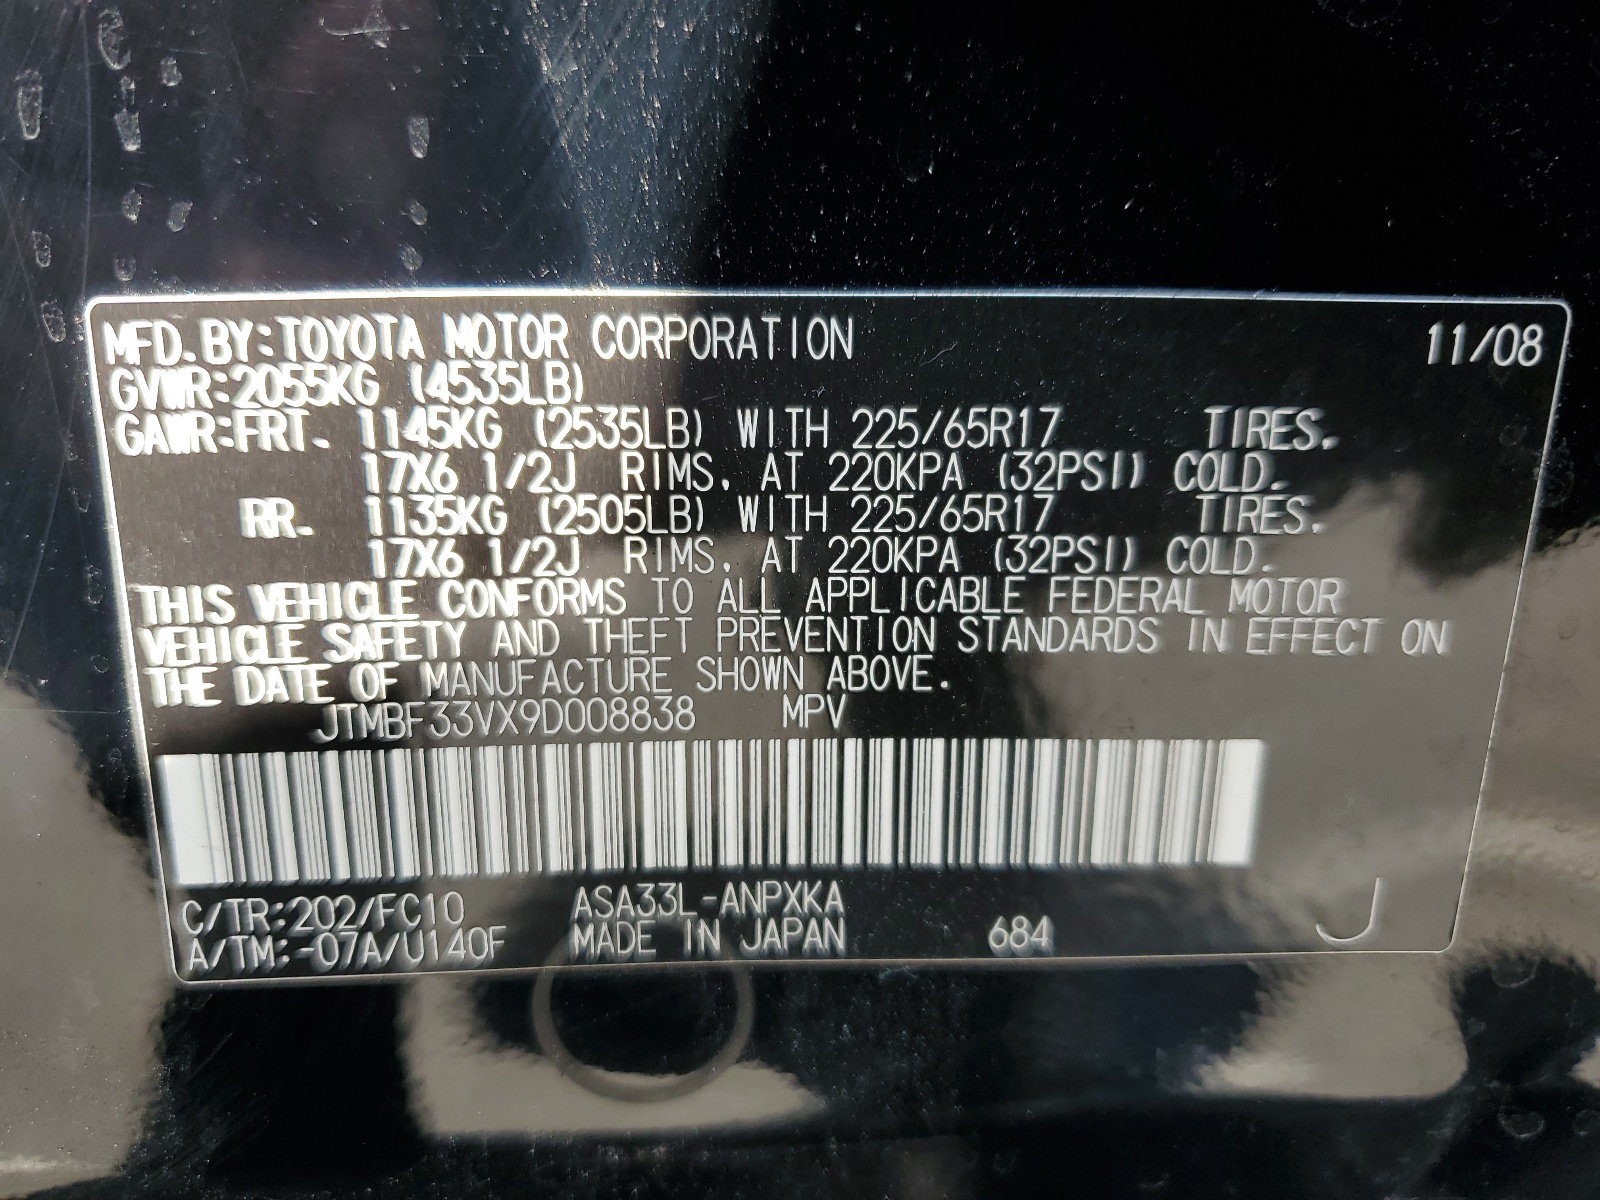 MFD. BY: TOYOTA MOTOR CORPORATION 11/08
GVWR: 2055KG (4535LB)
GAWR: FRT. 1145KG (2535LB) WITH 225/65R17 TIRES.
17X6 1/2J RIMS, AT 220KPA (32PSI) COLD.
RR. 1135KG (2505LB) WITH 225/65R17 TIRES.
17X6 1/2J RIMS, AT 220KPA (32PSI) COLD.
THIS VEHICLE CONFORMS TO ALL APPLICABLE FEDERAL MOTOR
VEHICLE SAFETY AND THEFT PREVENTION STANDARDS IN EFFECT ON
THE DATE OF MANUFACTURE SHOWN ABOVE.
JTMBF33VX9D008838 MPV
C/TR: 202/FC10 ASA33L-ANPXKA
A/TM: -07A/U140F MADE IN JAPAN 684 J